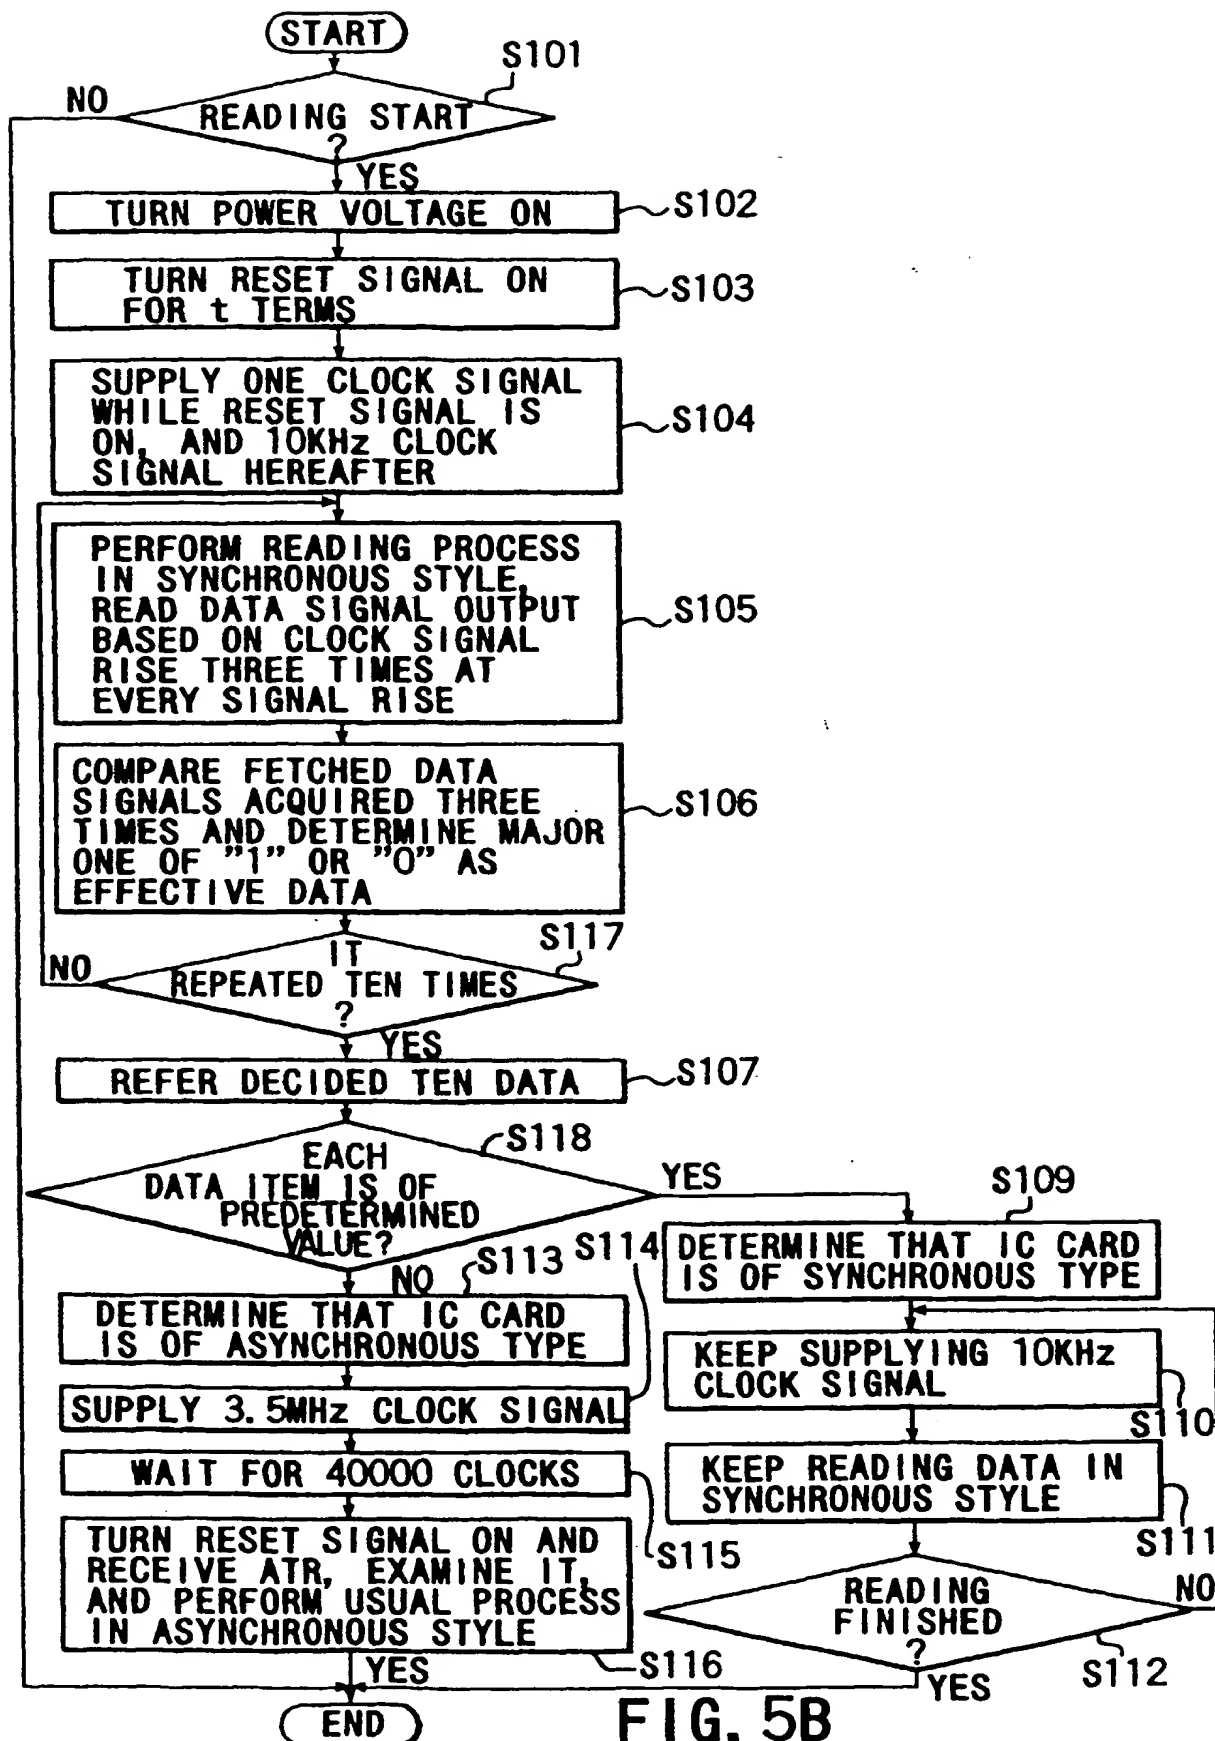 START
S101
NO
READING START
?
YES
TURN POWER VOLTAGE ON
S102
TURN RESET SIGNAL ON
FOR t TERMS
S103
SUPPLY ONE CLOCK SIGNAL
WHILE RESET SIGNAL IS
ON, AND 10KHz CLOCK
SIGNAL HEREAFTER
S104
PERFORM READING PROCESS
IN SYNCHRONOUS STYLE,
READ DATA SIGNAL OUTPUT
BASED ON CLOCK SIGNAL
RISE THREE TIMES AT
EVERY SIGNAL RISE
S105
COMPARE FETCHED DATA
SIGNALS ACQUIRED THREE
TIMES AND DETERMINE MAJOR
ONE OF "1" OR "0" AS
EFFECTIVE DATA
S106
S117
NO
IT
REPEATED TEN TIMES
?
YES
REFER DECIDED TEN DATA
S107
S118
EACH
DATA ITEM IS OF
PREDETERMINED
VALUE?
YES
NO
S113
DETERMINE THAT IC CARD
IS OF ASYNCHRONOUS TYPE
S114
SUPPLY 3.5MHz CLOCK SIGNAL
WAIT FOR 40000 CLOCKS
S115
TURN RESET SIGNAL ON AND
RECEIVE ATR, EXAMINE IT,
AND PERFORM USUAL PROCESS
IN ASYNCHRONOUS STYLE
S116
YES
END
S109
DETERMINE THAT IC CARD
IS OF SYNCHRONOUS TYPE
KEEP SUPPLYING 10KHz
CLOCK SIGNAL
S110
KEEP READING DATA IN
SYNCHRONOUS STYLE
S111
READING
FINISHED
?
NO
S112
YES
FIG. 5B